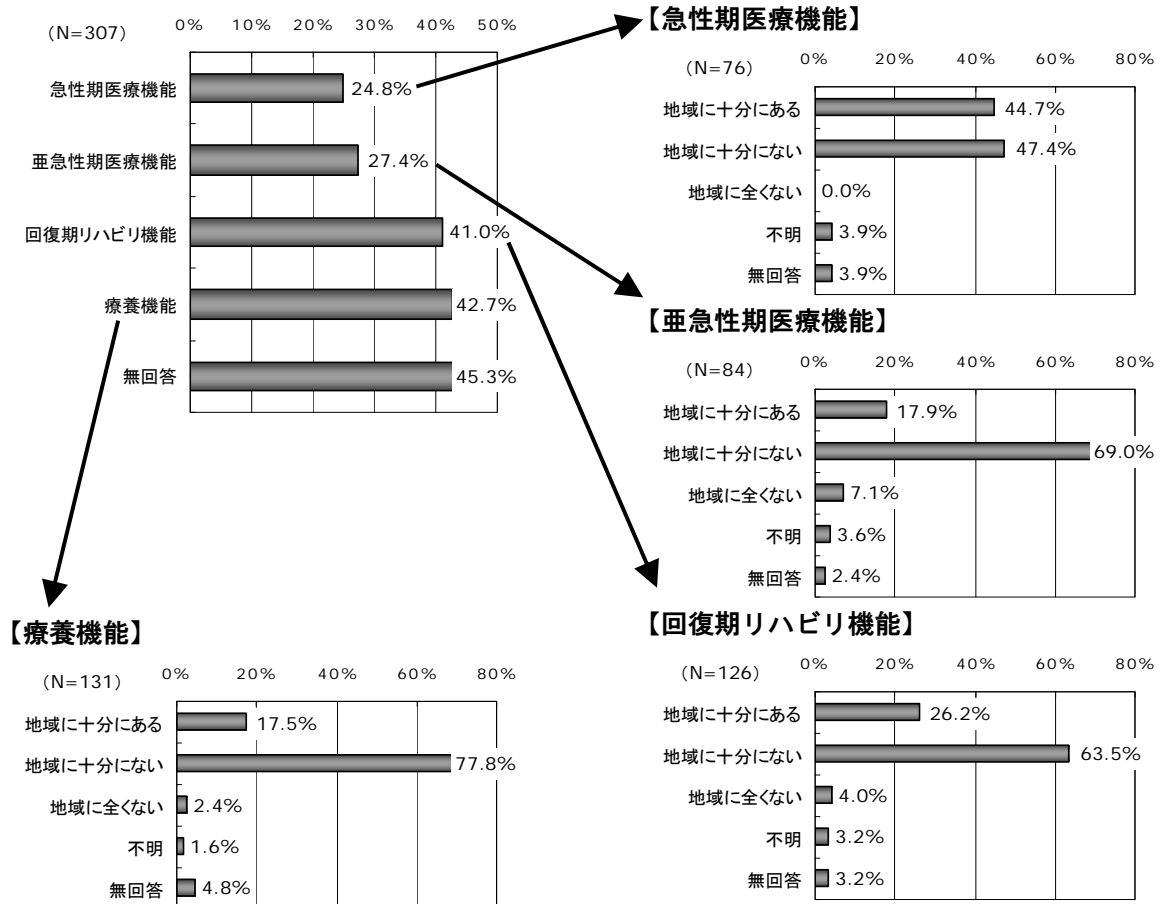 (N=307)
0% 10% 20% 30% 40% 50%
急性期医療機能 24.8%
亜急性期医療機能 27.4%
回復期リハビリ機能 41.0%
療養機能 42.7%
無回答 45.3%
【急性期医療機能】
(N=76)
0% 20% 40% 60% 80%
地域に十分にある 44.7%
地域に十分にない 47.4%
地域に全くない 0.0%
不明 3.9%
無回答 3.9%
【亜急性期医療機能】
(N=84)
0% 20% 40% 60% 80%
地域に十分にある 17.9%
地域に十分にない 69.0%
地域に全くない 7.1%
不明 3.6%
無回答 2.4%
【療養機能】
(N=131)
0% 20% 40% 60% 80%
地域に十分にある 17.5%
地域に十分にない 77.8%
地域に全くない 2.4%
不明 1.6%
無回答 4.8%
【回復期リハビリ機能】
(N=126)
0% 20% 40% 60% 80%
地域に十分にある 26.2%
地域に十分にない 63.5%
地域に全くない 4.0%
不明 3.2%
無回答 3.2%